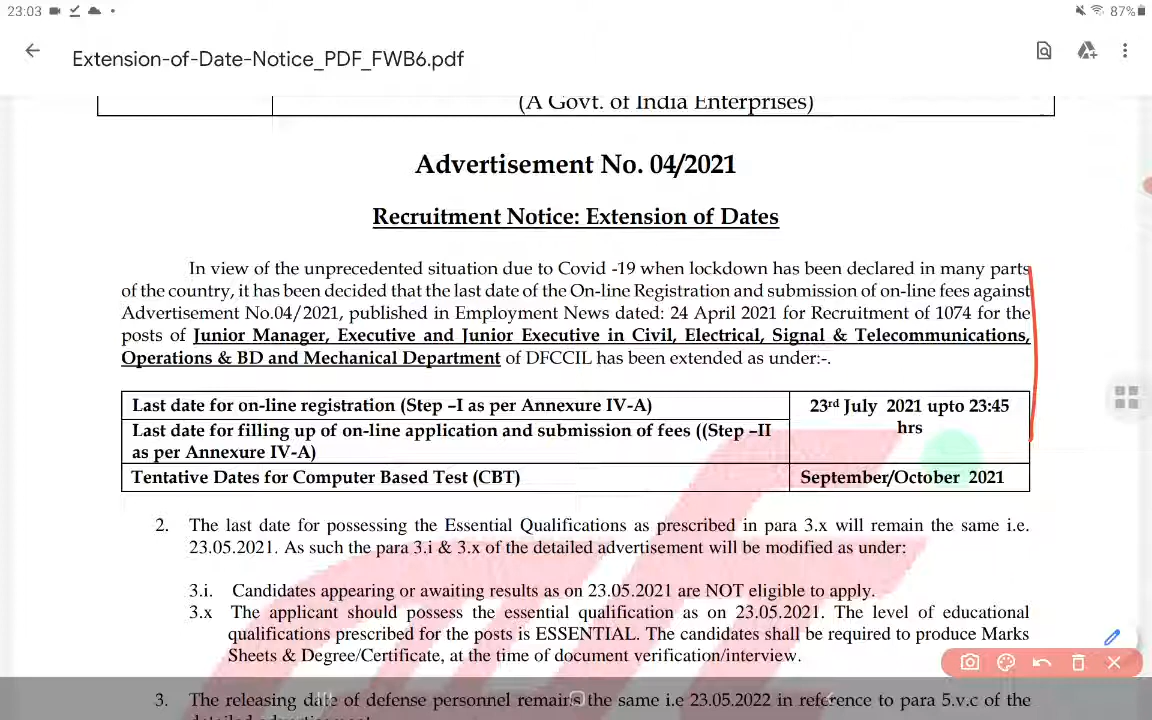 23:03
87%
Extension-of-Date-Notice_PDF_FWB6.pdf
(A Govt. of India Enterprises)
Advertisement No. 04/2021
Recruitment Notice: Extension of Dates
In view of the unprecedented situation due to Covid -19 when lockdown has been declared in many parts
of the country, it has been decided that the last date of the On-line Registration and submission of on-line fees against
Advertisement No.04/2021, published in Employment News dated: 24 April 2021 for Recruitment of 1074 for the
posts of Junior Manager, Executive and Junior Executive in Civil, Electrical, Signal & Telecommunications,
Operations & BD and Mechanical Department of DFCCIL has been extended as under:-.
Last date for on-line registration (Step –I as per Annexure IV-A)
23rd July 2021 upto 23:45
hrs
Last date for filling up of on-line application and submission of fees ((Step –II
as per Annexure IV-A)
Tentative Dates for Computer Based Test (CBT)
September/October 2021
2. The last date for possessing the Essential Qualifications as prescribed in para 3.x will remain the same i.e.
23.05.2021. As such the para 3.i & 3.x of the detailed advertisement will be modified as under:
3.i. Candidates appearing or awaiting results as on 23.05.2021 are NOT eligible to apply.
3.x The applicant should possess the essential qualification as on 23.05.2021. The level of educational
qualifications prescribed for the posts is ESSENTIAL. The candidates shall be required to produce Marks
Sheets & Degree/Certificate, at the time of document verification/interview.
3. The releasing date of defense personnel remains the same i.e 23.05.2022 in reference to para 5.v.c of the
detailed advertisement